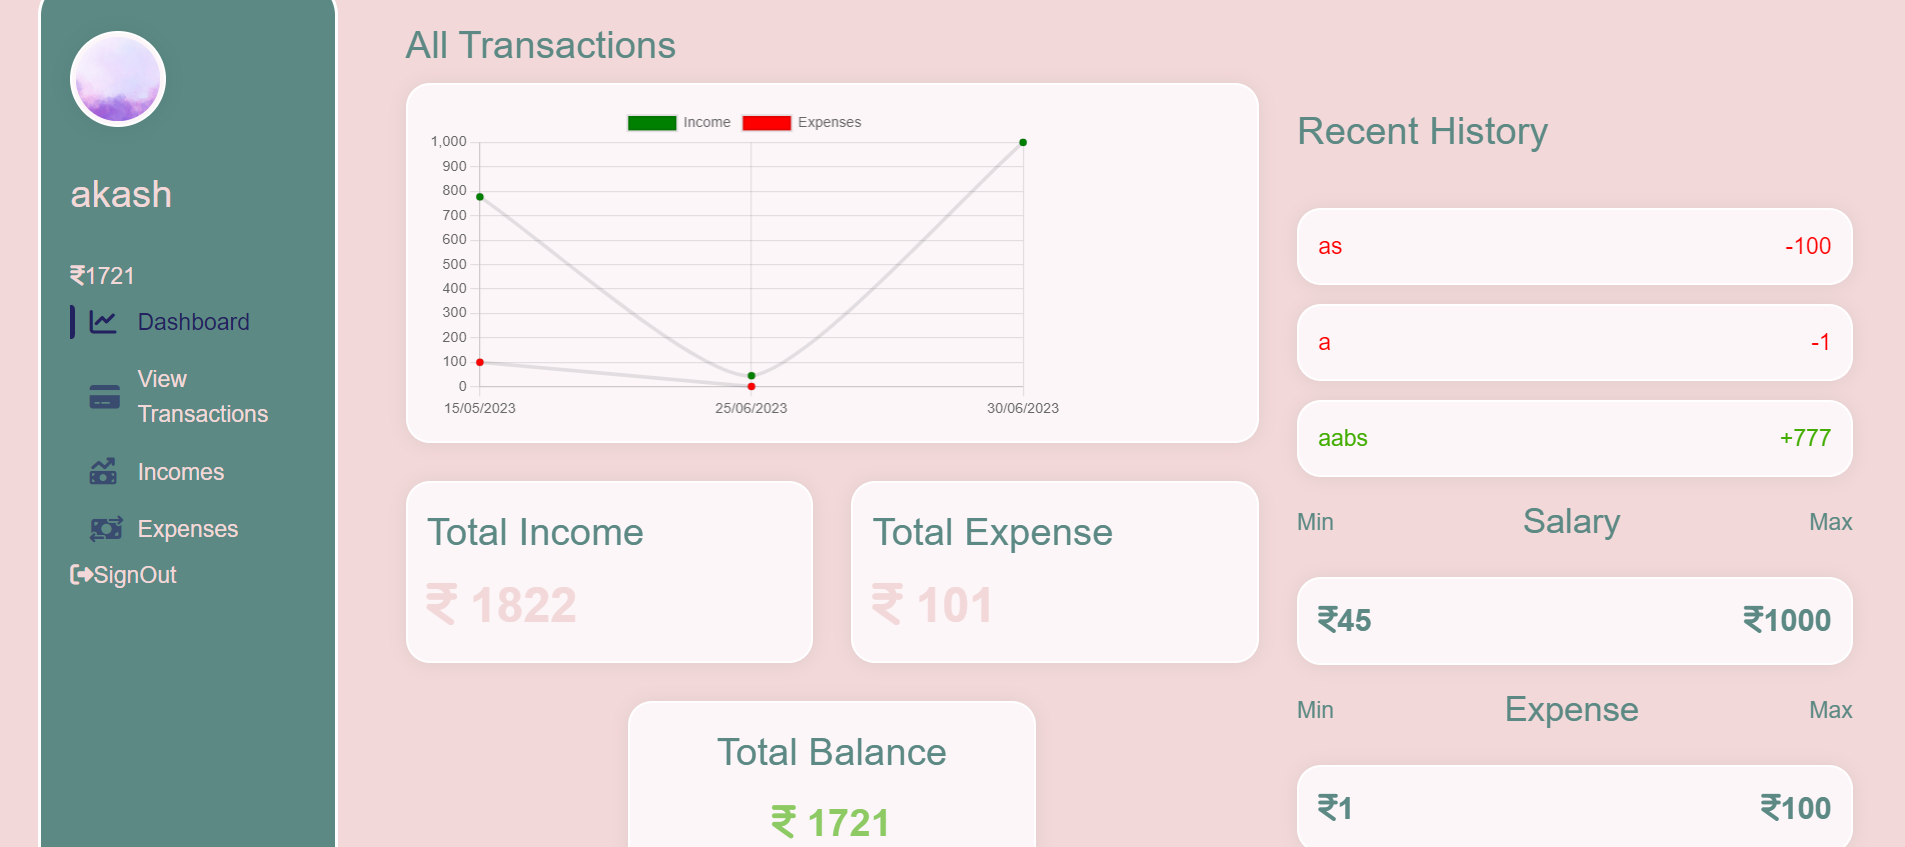 akash
₹1721
Dashboard
View
Transactions
Incomes
Expenses
SignOut
All Transactions
Income Expenses
1,000
900
800
700
600
500
400
300
200
100
0
15/05/2023 25/06/2023 30/06/2023
Total Income
₹ 1822
Total Expense
₹ 101
Total Balance
₹ 1721
Recent History
as -100
a -1
aabs +777
Min Salary Max
₹45 ₹1000
Min Expense Max
₹1 ₹100